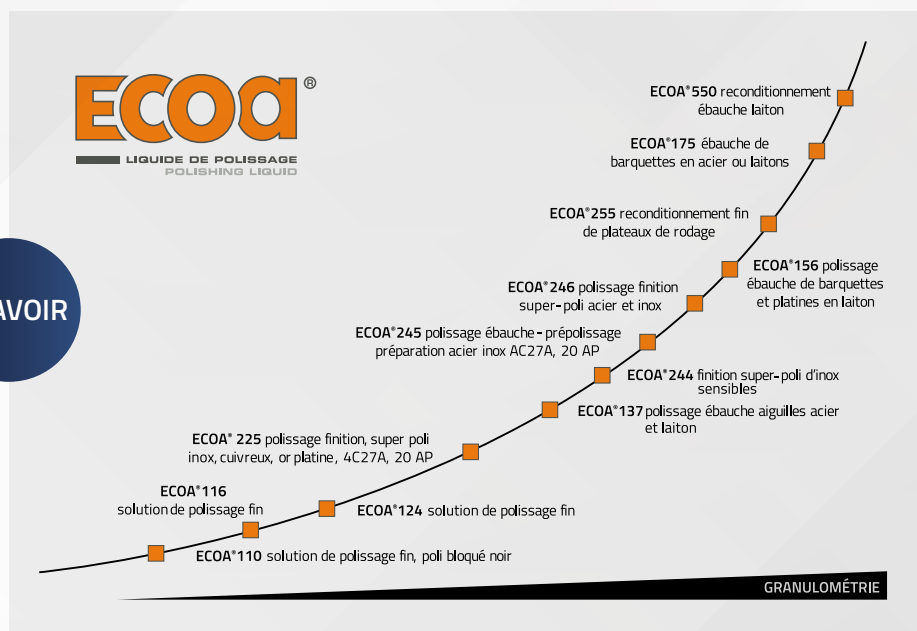 ECOa®
LIQUIDE DE POLISSAGE
POLISHING LIQUID
AVOIR
ECOA®550 reconditionnement
ébauche laiton
ECOA®175 ébauche de
barquettes en acier ou laitons
ECOA®255 reconditionnement fin
de plateaux de rodage
ECOA®156 polissage
ébauche de barquettes
et platines en laiton
ECOA®246 polissage finition
super-poli acier et inox
ECOA®245 polissage ébauche-prépolissage
préparation acier inox AC27A, 20 AP
ECOA®244 finition super-poli d'inox
sensibles
ECOA®137 polissage ébauche aiguilles acier
et laiton
ECOA® 225 polissage finition, super poli
inox, cuivreux, or platine, 4C27A, 20 AP
ECOA®116
solution de polissage fin
ECOA®124 solution de polissage fin
ECOA®110 solution de polissage fin, poli bloqué noir
GRANULOMÉTRIE